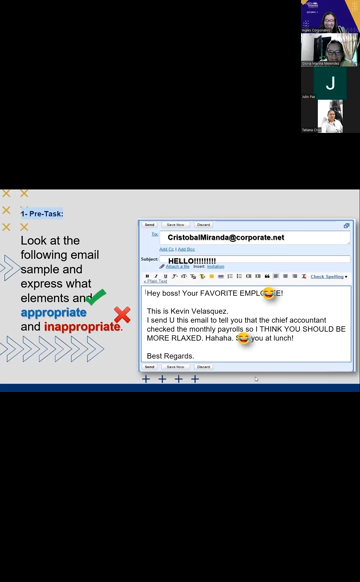 J
1- Pre-Task:
Look at the
following email
sample and
express what
elements are
appropriate
and inappropriate.
Send Save Now Discard
To: CristobalMiranda@corporate.net
Add Cc | Add Bcc
Subject: HELLO!!!!!!!!!
Attach a file Insert: Invitation
« Plain Text Check Spelling
Hey boss! Your FAVORITE EMPL
This is Kevin Velasquez.
I send U this email to tell you that the chief accountant
checked the monthly payrolls so I THINK YOU SHOULD BE
MORE RLAXED. Hahaha. you at lunch!
Best Regards.
Send Save Now Discard